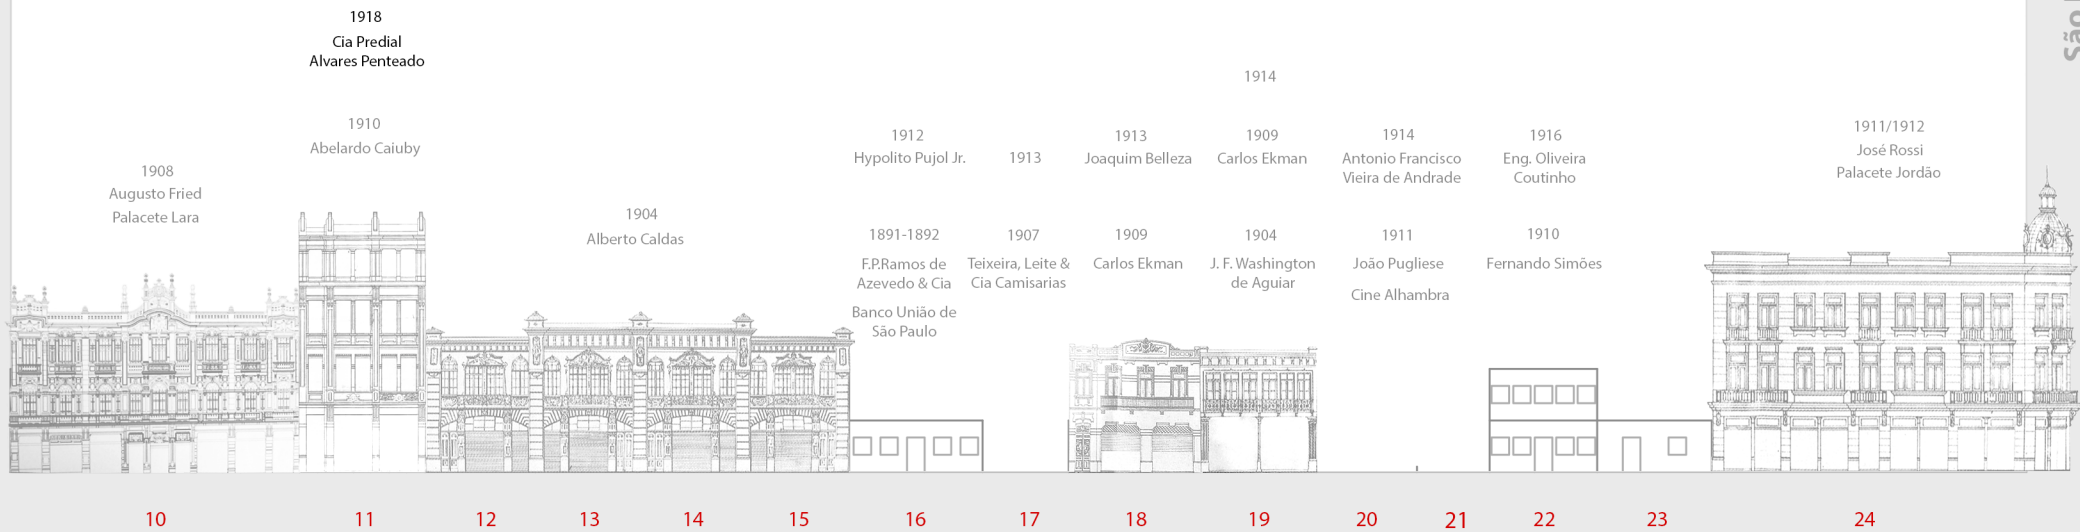 1918
Cia Predial
Alvares Penteado
1910
Abelardo Caiuby
1908
Augusto Fried
Palacete Lara
1904
Alberto Caldas
1912
Hypolito Pujol Jr.
1891-1892
F.P.Ramos de
Azevedo & Cia
Banco União de
São Paulo
1913
1907
Teixeira, Leite &
Cia Camisarias
1913
Joaquim Belleza
1909
Carlos Ekman
1914
1909
Carlos Ekman
1904
J. F. Washington
de Aguiar
1914
Antonio Francisco
Vieira de Andrade
1911
João Pugliese
Cine Alhambra
1916
Eng. Oliveira
Coutinho
1910
Fernando Simões
1911/1912
José Rossi
Palacete Jordão
São
10 11 12 13 14 15 16 17 18 19 20 21 22 23 24